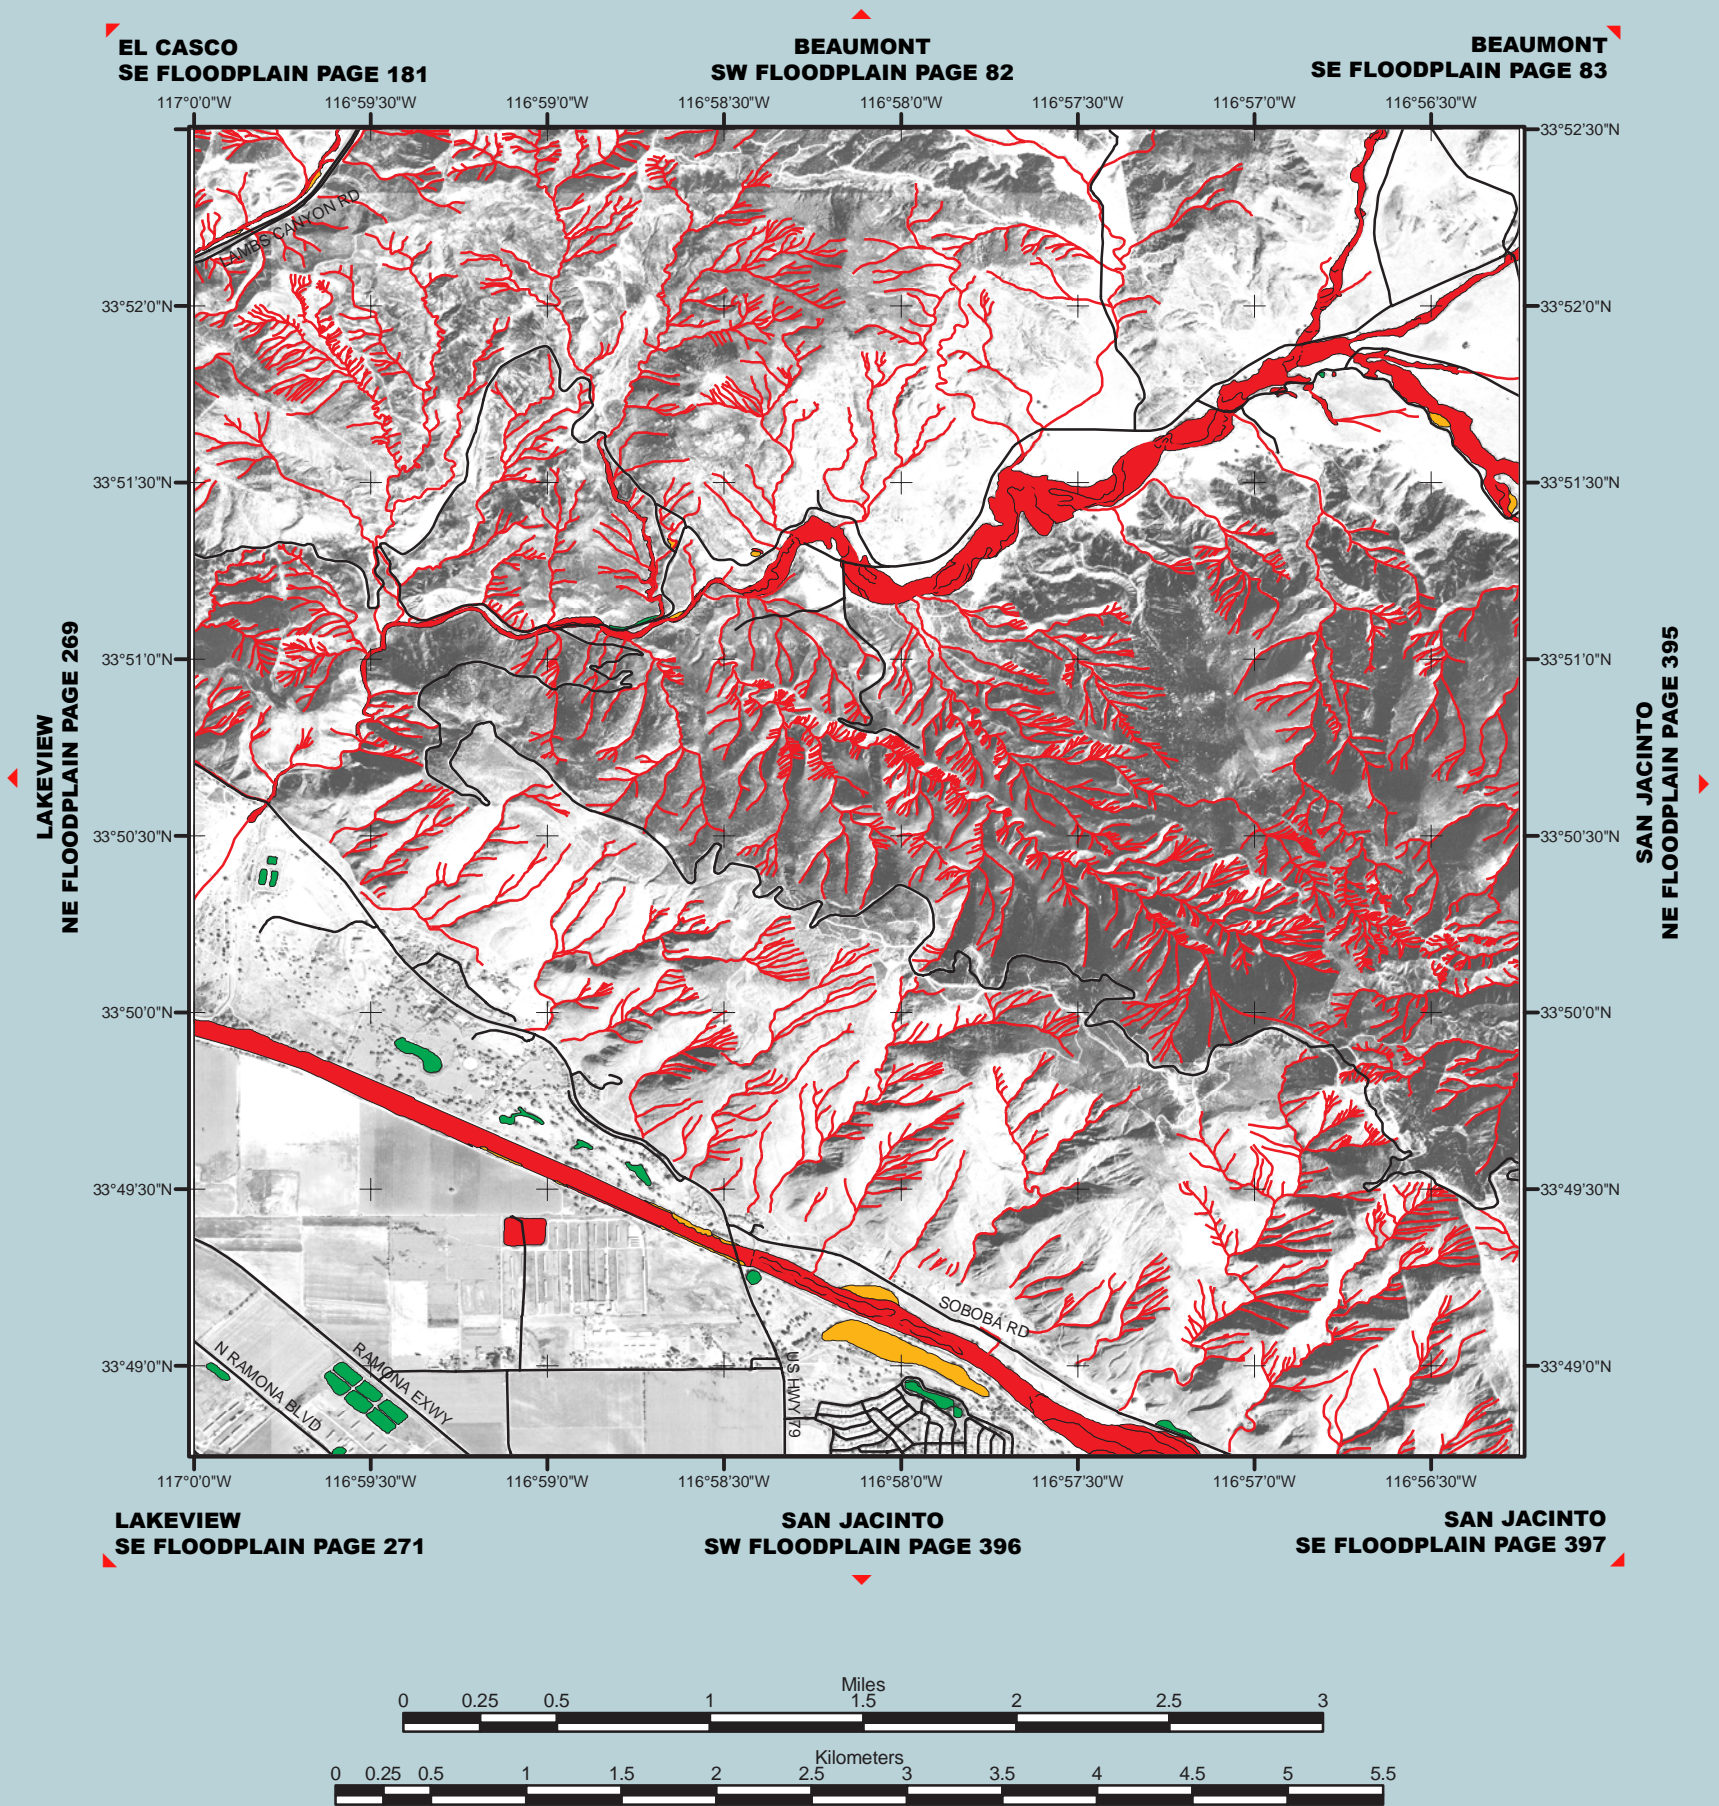 EL CASCO
SE FLOODPLAIN PAGE 181
BEAUMONT
SW FLOODPLAIN PAGE 82
BEAUMONT
SE FLOODPLAIN PAGE 83
117°0'0"W 116°59'30"W 116°59'0"W 116°58'30"W 116°58'0"W 116°57'30"W 116°57'0"W 116°56'30"W
33°52'30"N
LAMBS CANYON RD
33°52'0"N 33°52'0"N
33°51'30"N 33°51'30"N
33°51'0"N 33°51'0"N
LAKEVIEW
NE FLOODPLAIN PAGE 269
SAN JACINTO
NE FLOODPLAIN PAGE 395
33°50'30"N 33°50'30"N
33°50'0"N 33°50'0"N
33°49'30"N 33°49'30"N
SOBOBA RD
33°49'0"N 33°49'0"N
N RAMONA BLVD
RAMONA EXWY
US HWY 79
117°0'0"W 116°59'30"W 116°59'0"W 116°58'30"W 116°58'0"W 116°57'30"W 116°57'0"W 116°56'30"W
LAKEVIEW
SE FLOODPLAIN PAGE 271
SAN JACINTO
SW FLOODPLAIN PAGE 396
SAN JACINTO
SE FLOODPLAIN PAGE 397
Miles
0 0.25 0.5 1 1.5 2 2.5 3
Kilometers
0 0.25 0.5 1 1.5 2 2.5 3 3.5 4 4.5 5 5.5